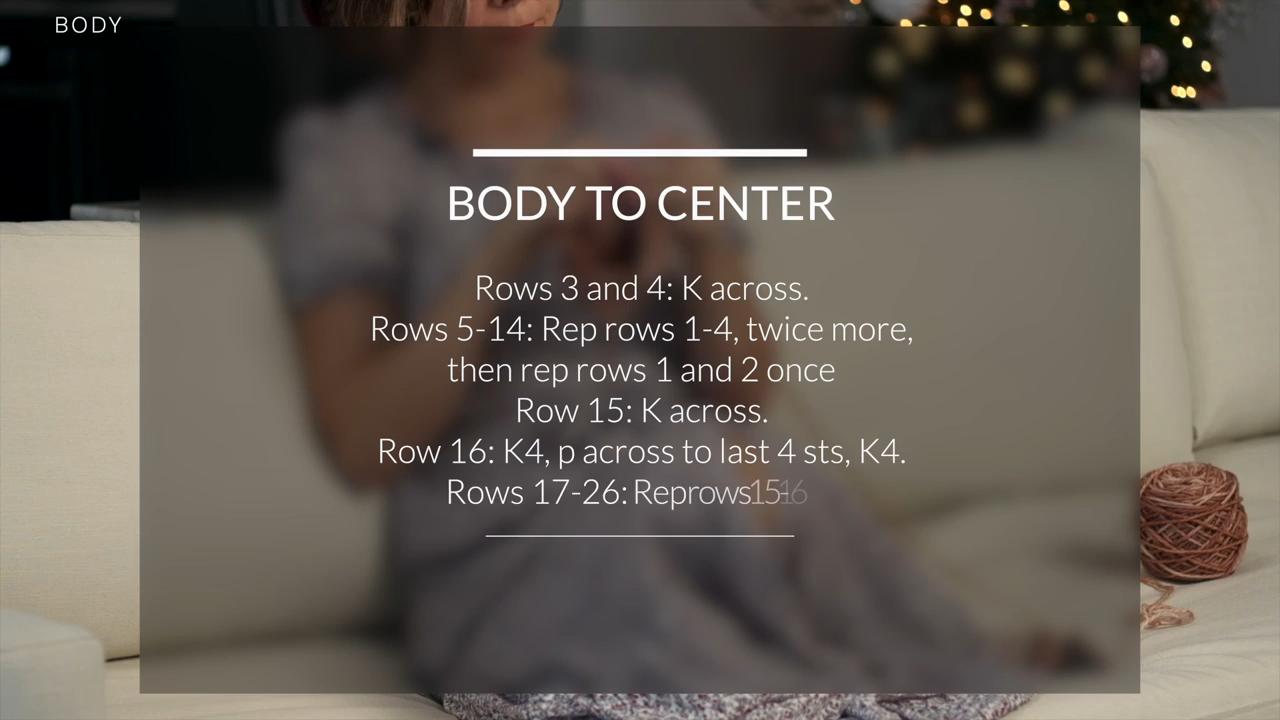 BODY
BODY TO CENTER
Rows 3 and 4: K across.
Rows 5-14: Rep rows 1-4, twice more,
then rep rows 1 and 2 once
Row 15: K across.
Row 16: K4, p across to last 4 sts, K4.
Rows 17-26: Rep rows 15-16